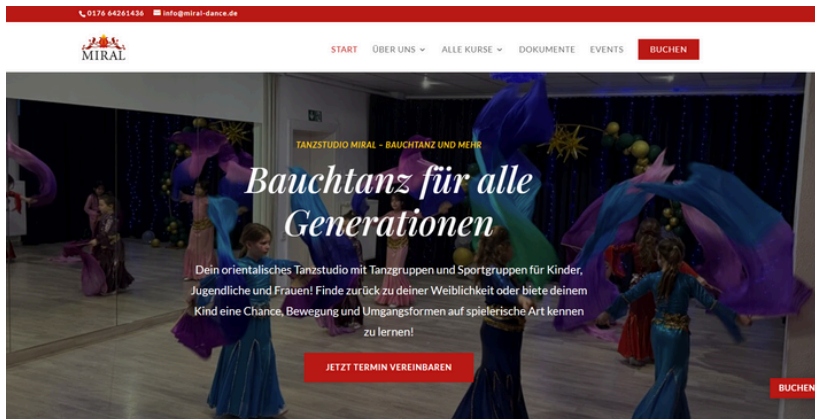 0176 64261436 info@miral-dance.de
MIRAL
START ÜBER UNS ALLE KURSE DOKUMENTE EVENTS BUCHEN
TANZSTUDIO MIRAL – BAUCHTANZ UND MEHR
Bauchtanz für alle
Generationen
Dein orientalisches Tanzstudio mit Tanzgruppen und Sportgruppen für Kinder,
Jugendliche und Frauen! Finde zurück zu deiner Weiblichkeit oder biete deinem
Kind eine Chance, Bewegung und Umgangsformen auf spielerische Art kennen
zu lernen!
JETZT TERMIN VEREINBAREN
BUCHEN